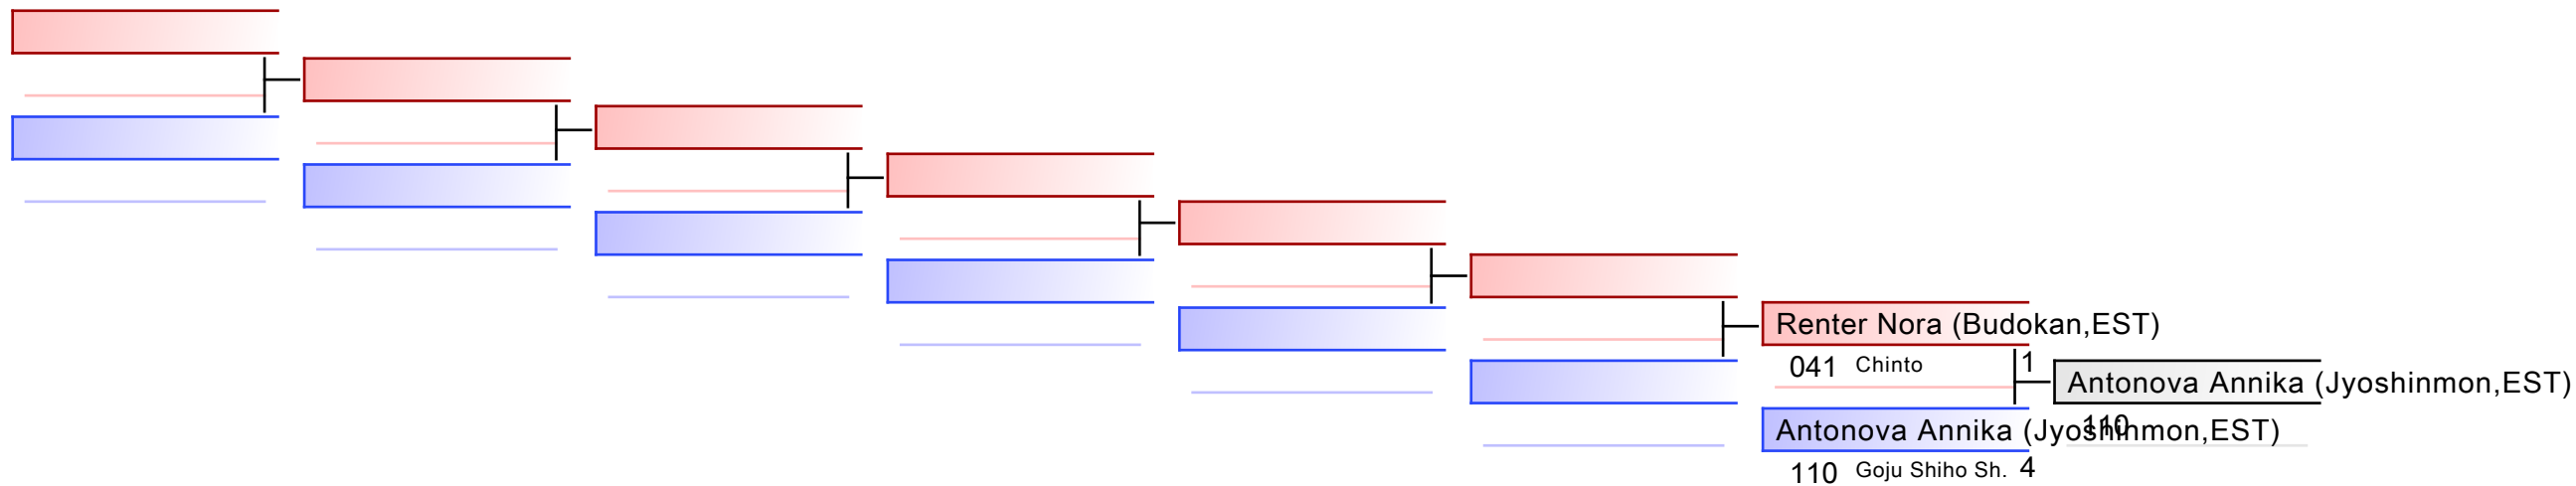 Renter Nora (Budokan,EST)
041 Chinto 1
Antonova Annika (Jyoshinmon,EST)
110
Antonova Annika (Jyoshinmon,EST)
110 Goju Shiho Sh. 4